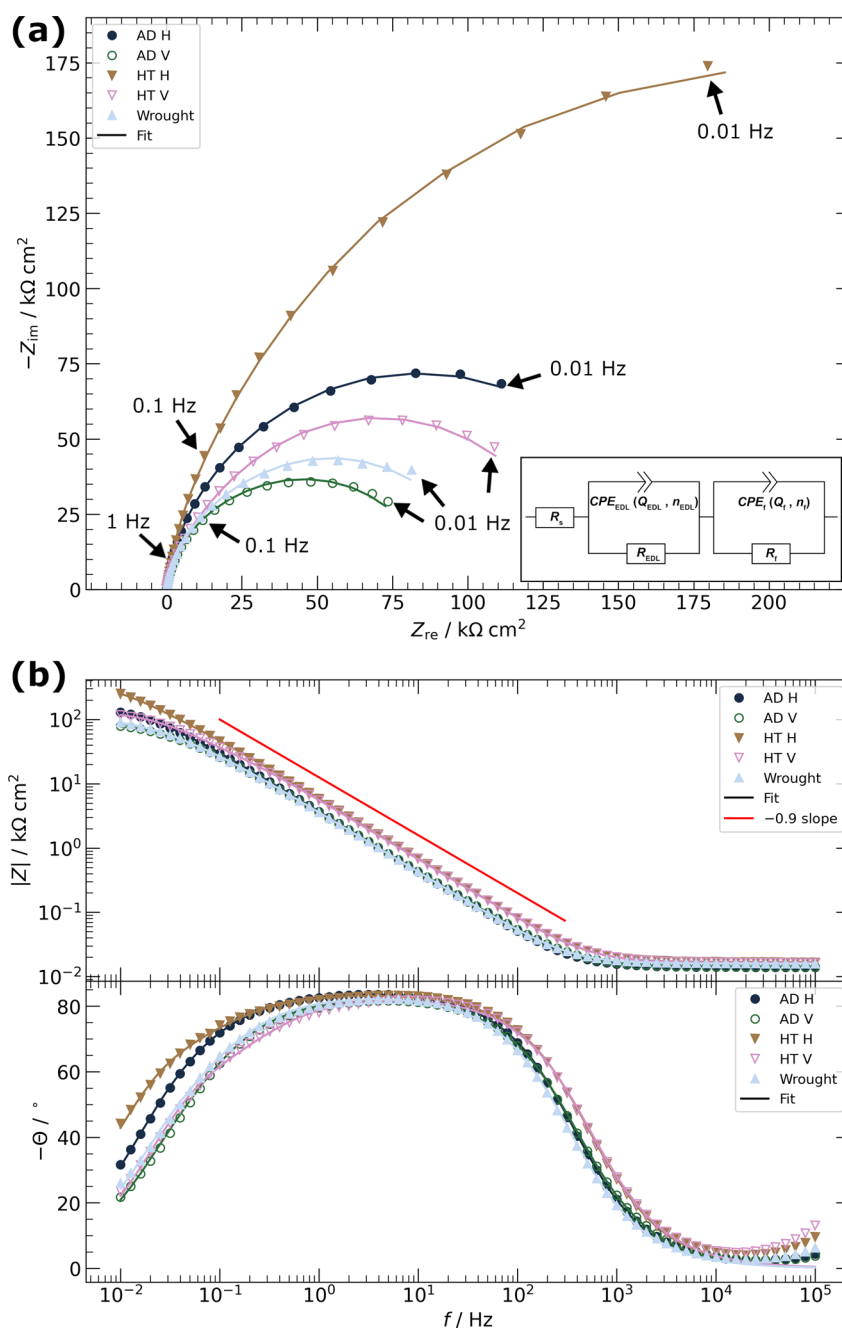 (a)
AD H
AD V
HT H
HT V
Wrought
Fit
175
150
125
100
75
50
25
0
−Z_im / kΩ cm²
0.01 Hz
0.1 Hz
0.01 Hz
1 Hz
0.1 Hz
0.01 Hz
R_s
CPE_EDL (Q_EDL , n_EDL)
R_EDL
CPE_f (Q_f , n_f)
R_f
0 25 50 75 100 125 150 175 200
Z_re / kΩ cm²
(b)
10²
10¹
10⁰
10⁻¹
10⁻²
|Z| / kΩ cm²
AD H
AD V
HT H
HT V
Wrought
Fit
−0.9 slope
80
60
40
20
0
−Θ / °
AD H
AD V
HT H
HT V
Wrought
Fit
10⁻² 10⁻¹ 10⁰ 10¹ 10² 10³ 10⁴ 10⁵
f / Hz